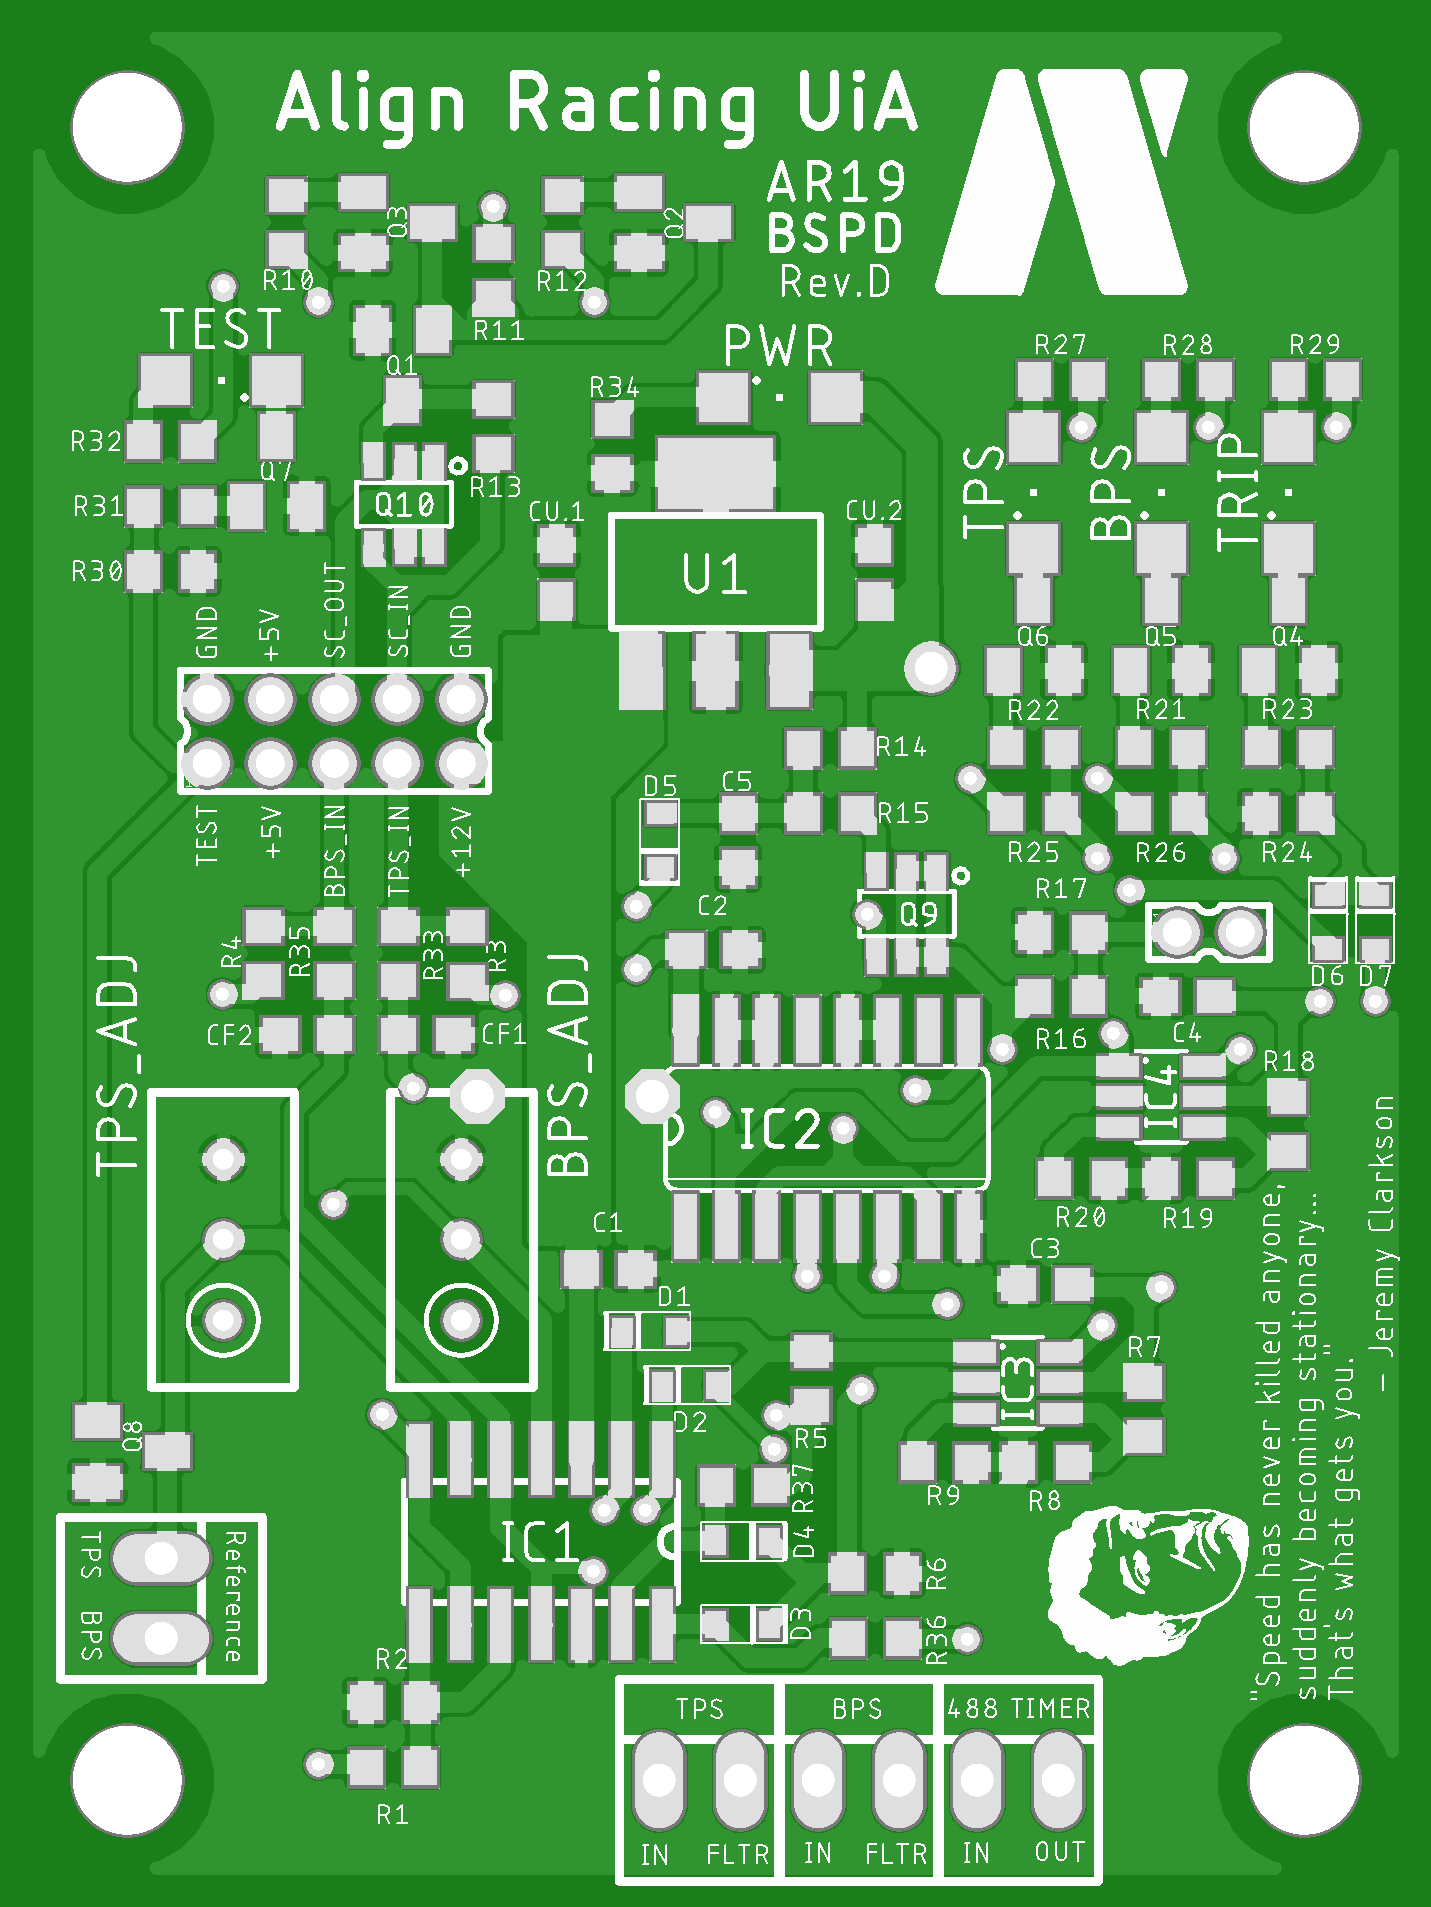 Align Racing UiA
AR19
BSPD
Rev.D
Q3
Q2
R10
R12
R11
TEST
PWR
Q1
R34
R27
R28
R29
R32
Q7
R13
R31
Q10
CU.1
CU.2
TPS
BPS
TRIP
R30
U1
GND
+5V
SC_OUT
SC_IN
GND
Q6
Q5
Q4
R22
R21
R23
R14
D5
C5
R15
TEST
+5V
BPS_IN
TPS_IN
+12V
R25
R26
R24
C2
R17
Q9
R4
R35
R33
R3
D6
D7
TPS_ADJ
BPS_ADJ
CF2
CF1
R16
C4
R18
IC4
IC2
R20
R19
C1
C3
D1
R7
IC3
D2
R5
Q8
R37
R9
R8
IC1
D4
R6
D3
R36
TPS
BPS
Reference
"Speed has never killed anyone,
suddenly becoming stationary...
That's what gets you."
– Jeremy Clarkson
R2
R1
TPS
BPS
488 TIMER
IN
FLTR
IN
FLTR
IN
OUT